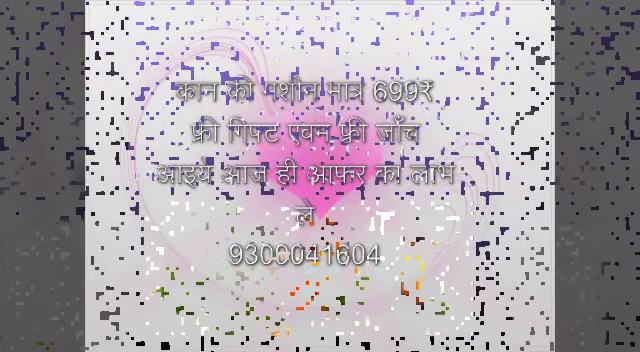 कान की मशीन मात्र 699₹
फ्री गिफ्ट एवम फ्री जाँच
आइये आज ही आफर का लाभ
ले
9300041604